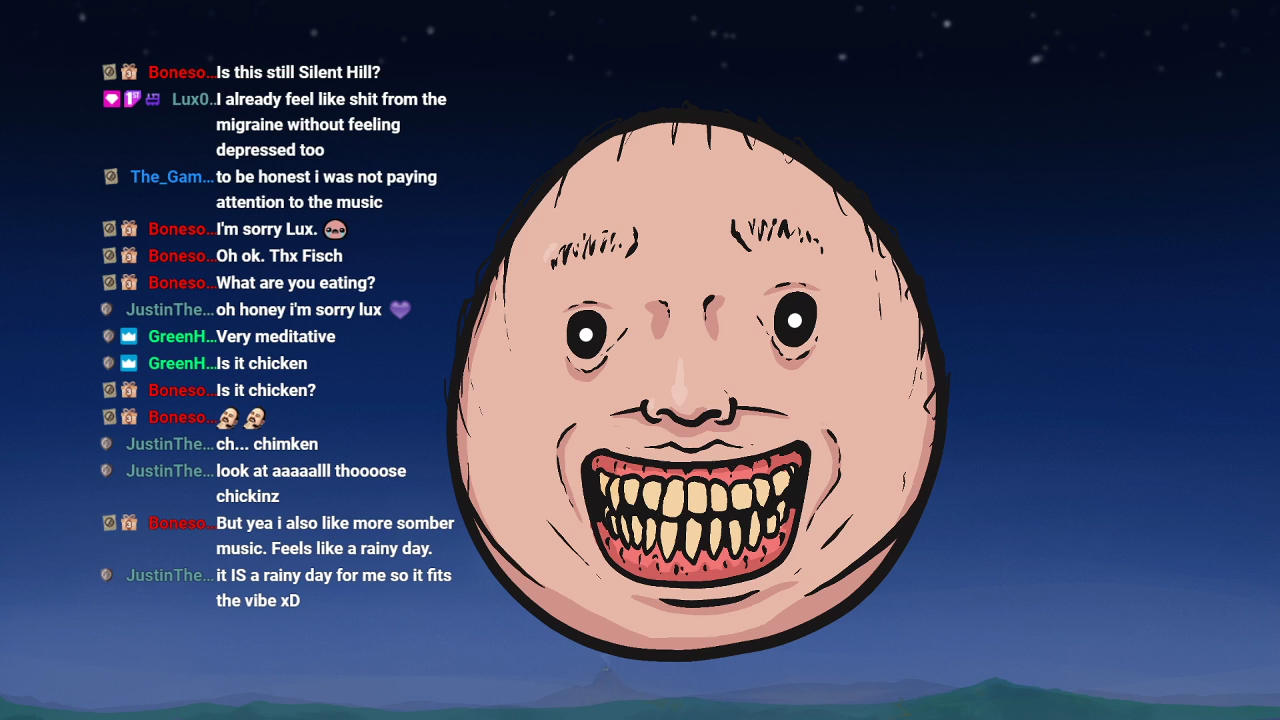 Boneso...Is this still Silent Hill?
Lux0..I already feel like shit from the
migraine without feeling
depressed too
The_Gam...to be honest i was not paying
attention to the music
Boneso...I'm sorry Lux.
Boneso...Oh ok. Thx Fisch
Boneso...What are you eating?
JustinThe...oh honey i'm sorry lux
GreenH...Very meditative
GreenH...Is it chicken
Boneso...Is it chicken?
Boneso...
JustinThe...ch... chimken
JustinThe...look at aaaaalll thoooose
chickinz
Boneso...But yea i also like more somber
music. Feels like a rainy day.
JustinThe...it IS a rainy day for me so it fits
the vibe xD